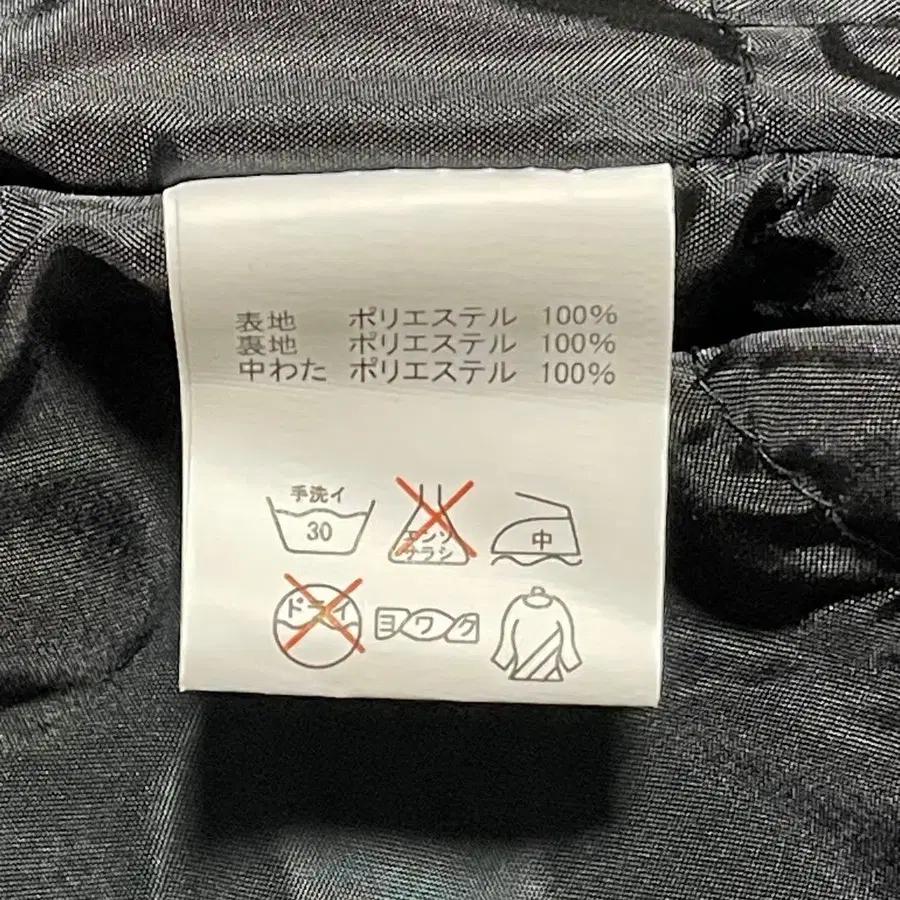 表地 ポリエステル 100%
裏地 ポリエステル 100%
中わた ポリエステル 100%
手洗イ
30
エンソ
サラシ
中
ドライ
ヨワク